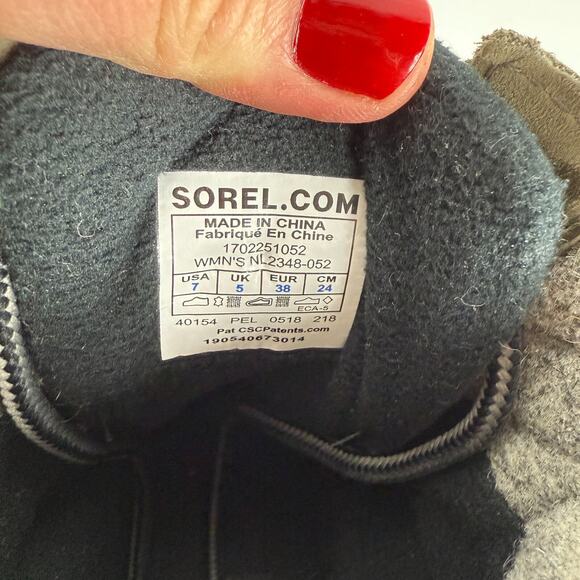 SOREL.COM
MADE IN CHINA
Fabriqué En Chine
1702251052
WMN'S NL2348-052
USA UK EUR CM
7 5 38 24
ECA-5
40154 PEL 0518 218
Pat CSCPatents.com
190540673014